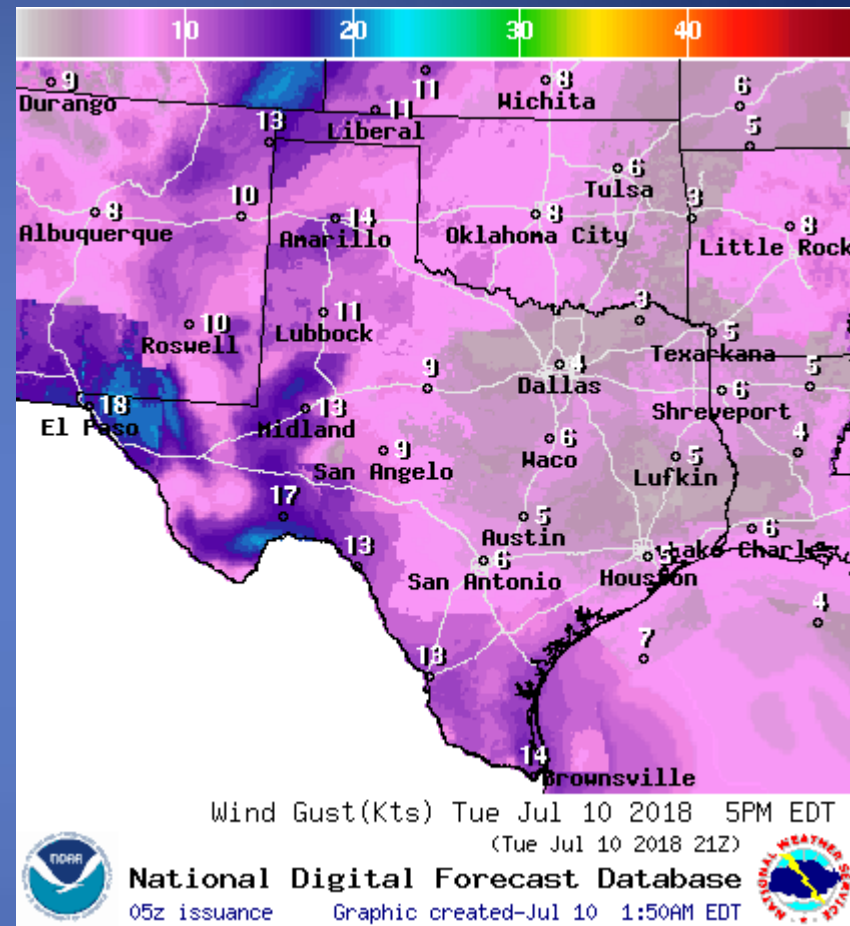 10 20 30 40
9 11 8 6
Durango Wichita
11
13 Liberal 5
6
Tulsa
8 10 14 8 3 8
Albuquerque Amarillo Oklahoma City Little Rock
10 11 3 5
Roswell Lubbock Texarkana
9 4 5
Dallas 6
18 13 Shreveport
El Paso Midland
9 6 5 4
San Angelo Waco Lufkin
17 5 6
Austin
13 6 5 Lake Charles
San Antonio Houston
4
7
13
14
Brownsville
Wind Gust(Kts) Tue Jul 10 2018 5PM EDT
(Tue Jul 10 2018 21Z)
NOAA National Digital Forecast Database NATIONAL WEATHER SERVICE
05z issuance Graphic created-Jul 10 1:50AM EDT